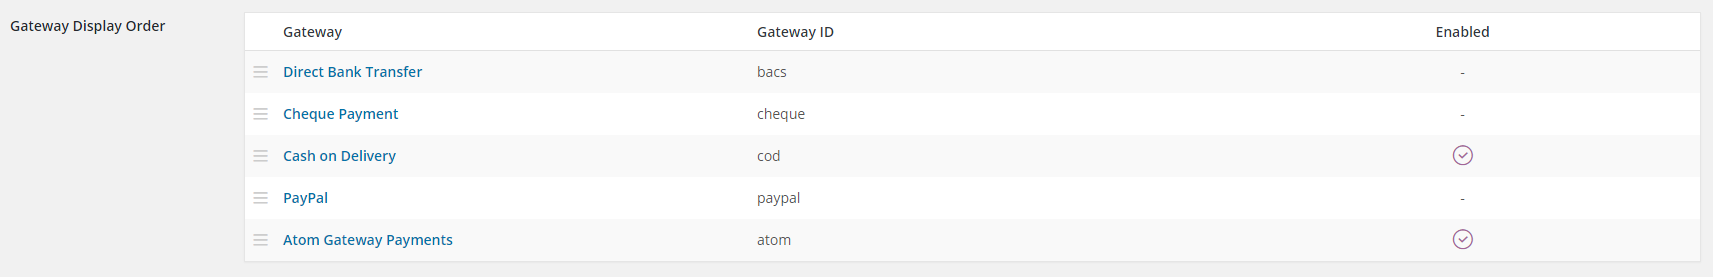 Gateway Display Order
Gateway Gateway ID Enabled
Direct Bank Transfer bacs -
Cheque Payment cheque -
Cash on Delivery cod
PayPal paypal -
Atom Gateway Payments atom